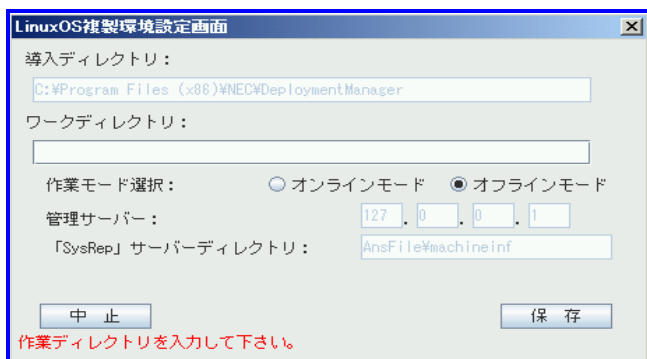 LinuxOS複製環境設定画面
導入ディレクトリ：
C:¥Program Files (x86)¥NEC¥DeploymentManager
ワークディレクトリ：
作業モード選択： オンラインモード オフラインモード
管理サーバー： 127 . 0 . 0 . 1
「SysRep」サーバーディレクトリ： AnsFile¥machineinf
中 止 保 存
作業ディレクトリを入力して下さい。